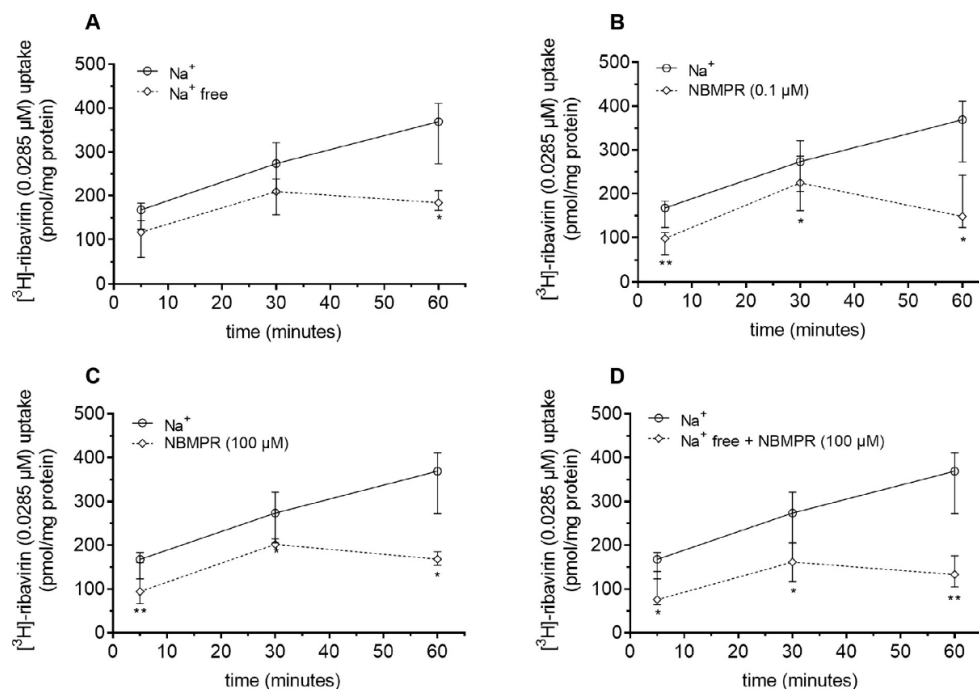 A
[³H]-ribavirin (0.0285 µM) uptake
(pmol/mg protein)
500
400
300
200
100
0
Na⁺
Na⁺ free
*
0 10 20 30 40 50 60
time (minutes)
B
[³H]-ribavirin (0.0285 µM) uptake
(pmol/mg protein)
500
400
300
200
100
0
Na⁺
NBMPR (0.1 µM)
**
*
*
0 10 20 30 40 50 60
time (minutes)
C
[³H]-ribavirin (0.0285 µM) uptake
(pmol/mg protein)
500
400
300
200
100
0
Na⁺
NBMPR (100 µM)
**
*
*
0 10 20 30 40 50 60
time (minutes)
D
[³H]-ribavirin (0.0285 µM) uptake
(pmol/mg protein)
500
400
300
200
100
0
Na⁺
Na⁺ free + NBMPR (100 µM)
*
*
**
0 10 20 30 40 50 60
time (minutes)